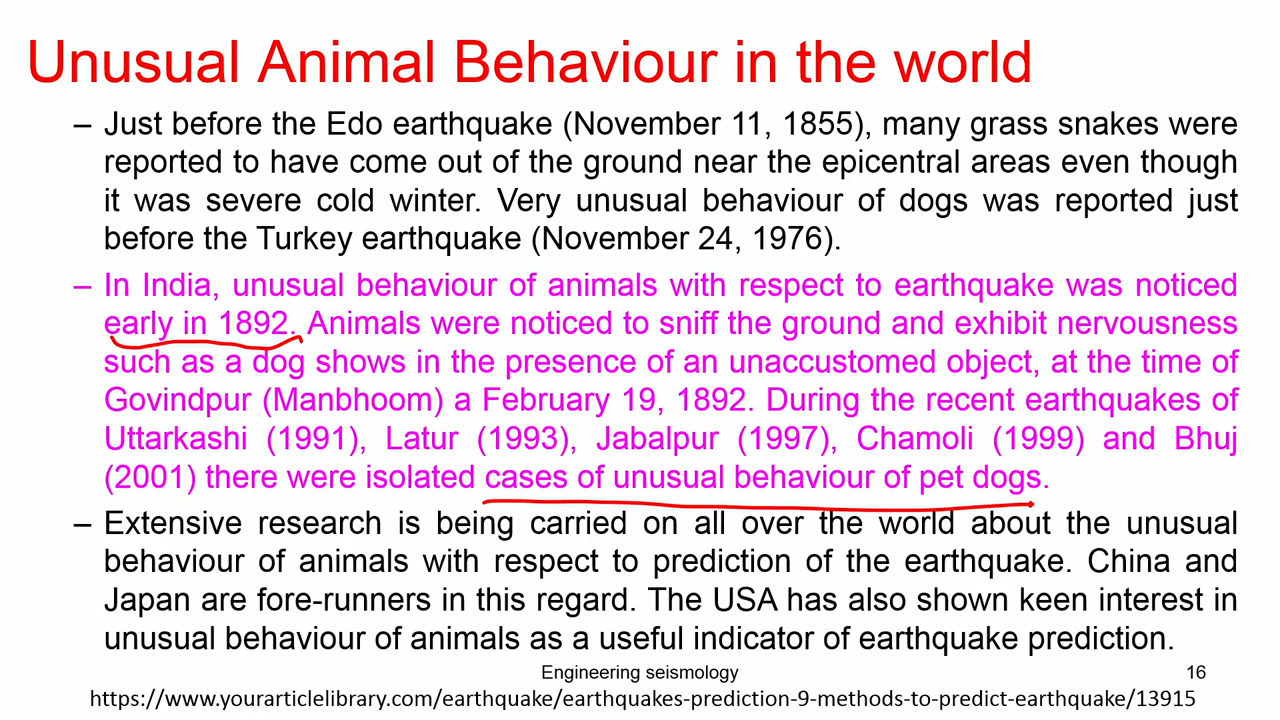 Unusual Animal Behaviour in the world
– Just before the Edo earthquake (November 11, 1855), many grass snakes were
reported to have come out of the ground near the epicentral areas even though
it was severe cold winter. Very unusual behaviour of dogs was reported just
before the Turkey earthquake (November 24, 1976).
– In India, unusual behaviour of animals with respect to earthquake was noticed
early in 1892. Animals were noticed to sniff the ground and exhibit nervousness
such as a dog shows in the presence of an unaccustomed object, at the time of
Govindpur (Manbhoom) a February 19, 1892. During the recent earthquakes of
Uttarkashi (1991), Latur (1993), Jabalpur (1997), Chamoli (1999) and Bhuj
(2001) there were isolated cases of unusual behaviour of pet dogs.
– Extensive research is being carried on all over the world about the unusual
behaviour of animals with respect to prediction of the earthquake. China and
Japan are fore-runners in this regard. The USA has also shown keen interest in
unusual behaviour of animals as a useful indicator of earthquake prediction.
Engineering seismology 16
https://www.yourarticlelibrary.com/earthquake/earthquakes-prediction-9-methods-to-predict-earthquake/13915